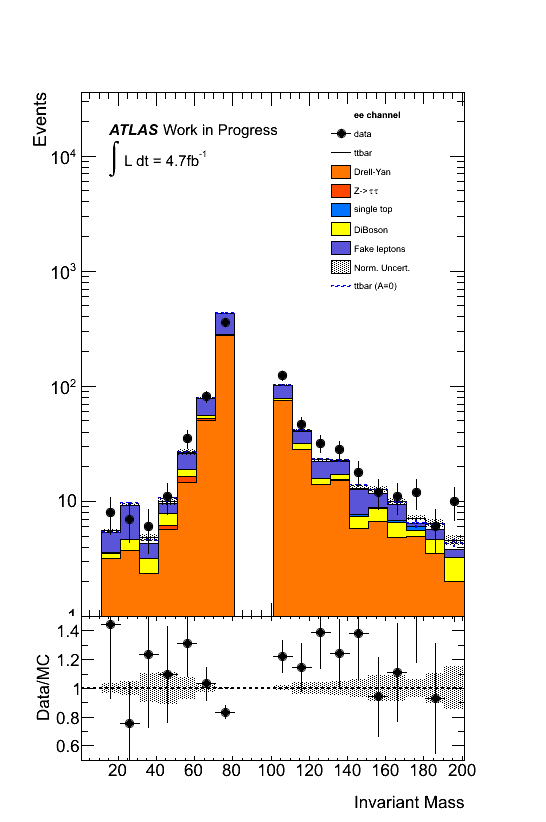 Events
ee channel
ATLAS Work in Progress
data
∫ L dt = 4.7fb⁻¹
ttbar
10⁴
Drell-Yan
Z->ττ
single top
DiBoson
Fake leptons
Norm. Uncert.
10³
ttbar (A=0)
10²
10
1
Data/MC
1.4
1.2
1
0.8
0.6
20 40 60 80 100 120 140 160 180 200
Invariant Mass